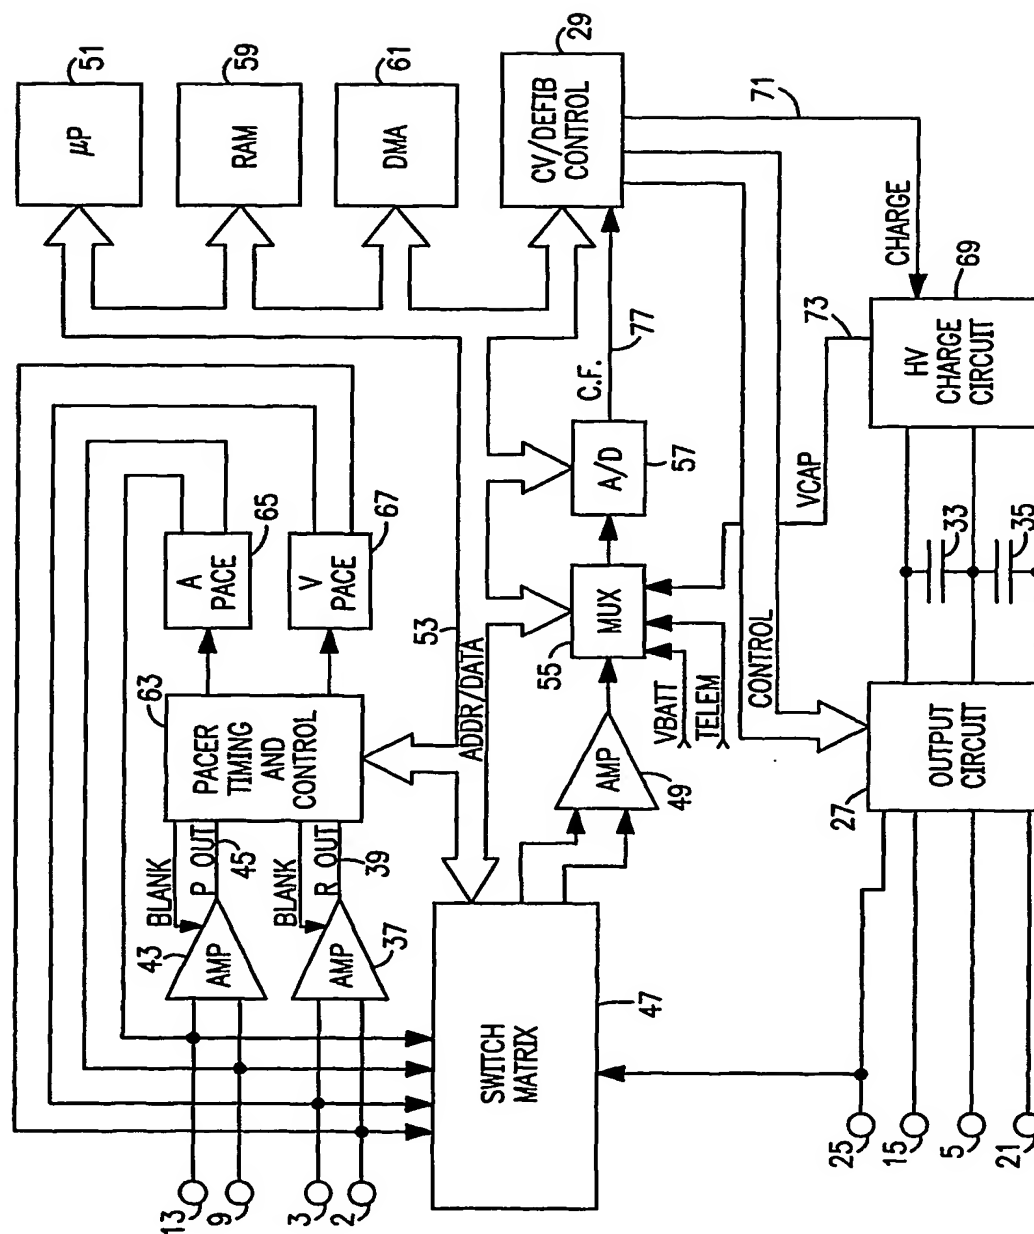 13
9
3
2
43
AMP
BLANK
P OUT
45
37
AMP
BLANK
R OUT
39
63
PACER
TIMING
AND
CONTROL
A
PACE
65
V
PACE
67
μP
51
RAM
59
DMA
61
53
ADDR/DATA
SWITCH
MATRIX
47
AMP
49
55
MUX
A/D
57
C.F.
77
CV/DEFIB
CONTROL
29
VBATT
TELEM
CONTROL
VCAP
73
CHARGE
71
25
15
5
21
27
OUTPUT
CIRCUIT
33
35
HV
CHARGE
CIRCUIT
69